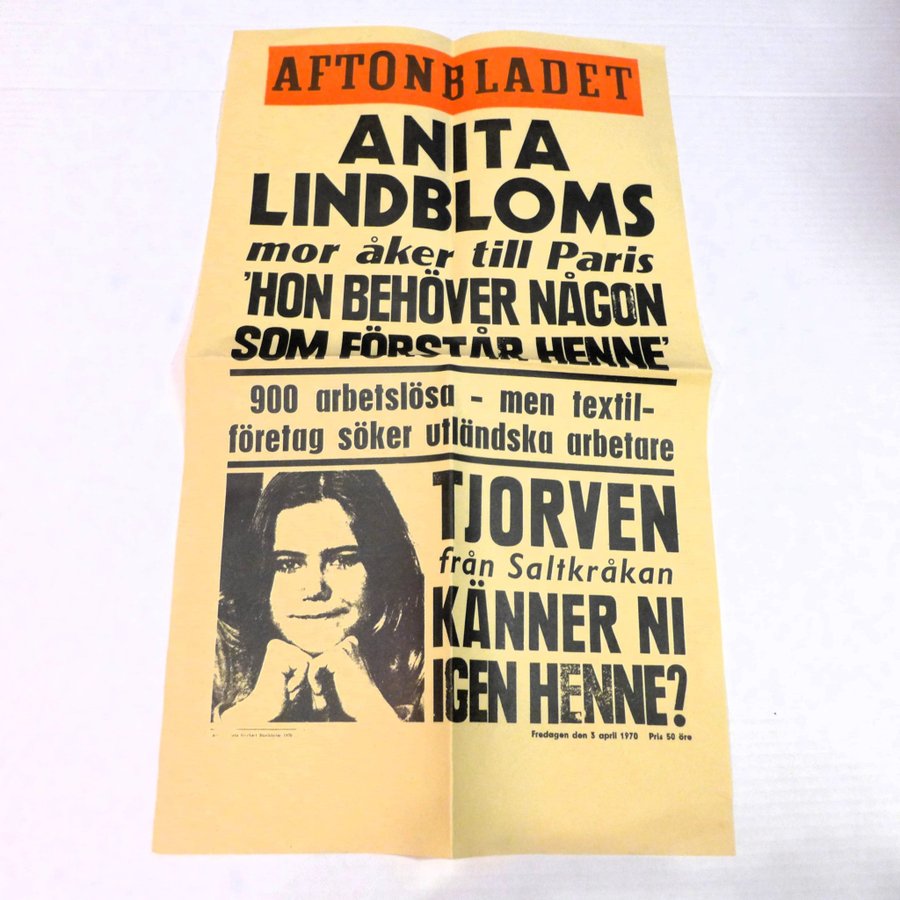 AFTONBLADET
ANITA
LINDBLOMS
mor åker till Paris
'HON BEHÖVER NÅGON
SOM FÖRSTÅR HENNE'
900 arbetslösa - men textil-
företag söker utländska arbetare
TJORVEN
från Saltkråkan
KÄNNER NI
IGEN HENNE?
Fredagen den 3 april 1970 Pris 50 öre